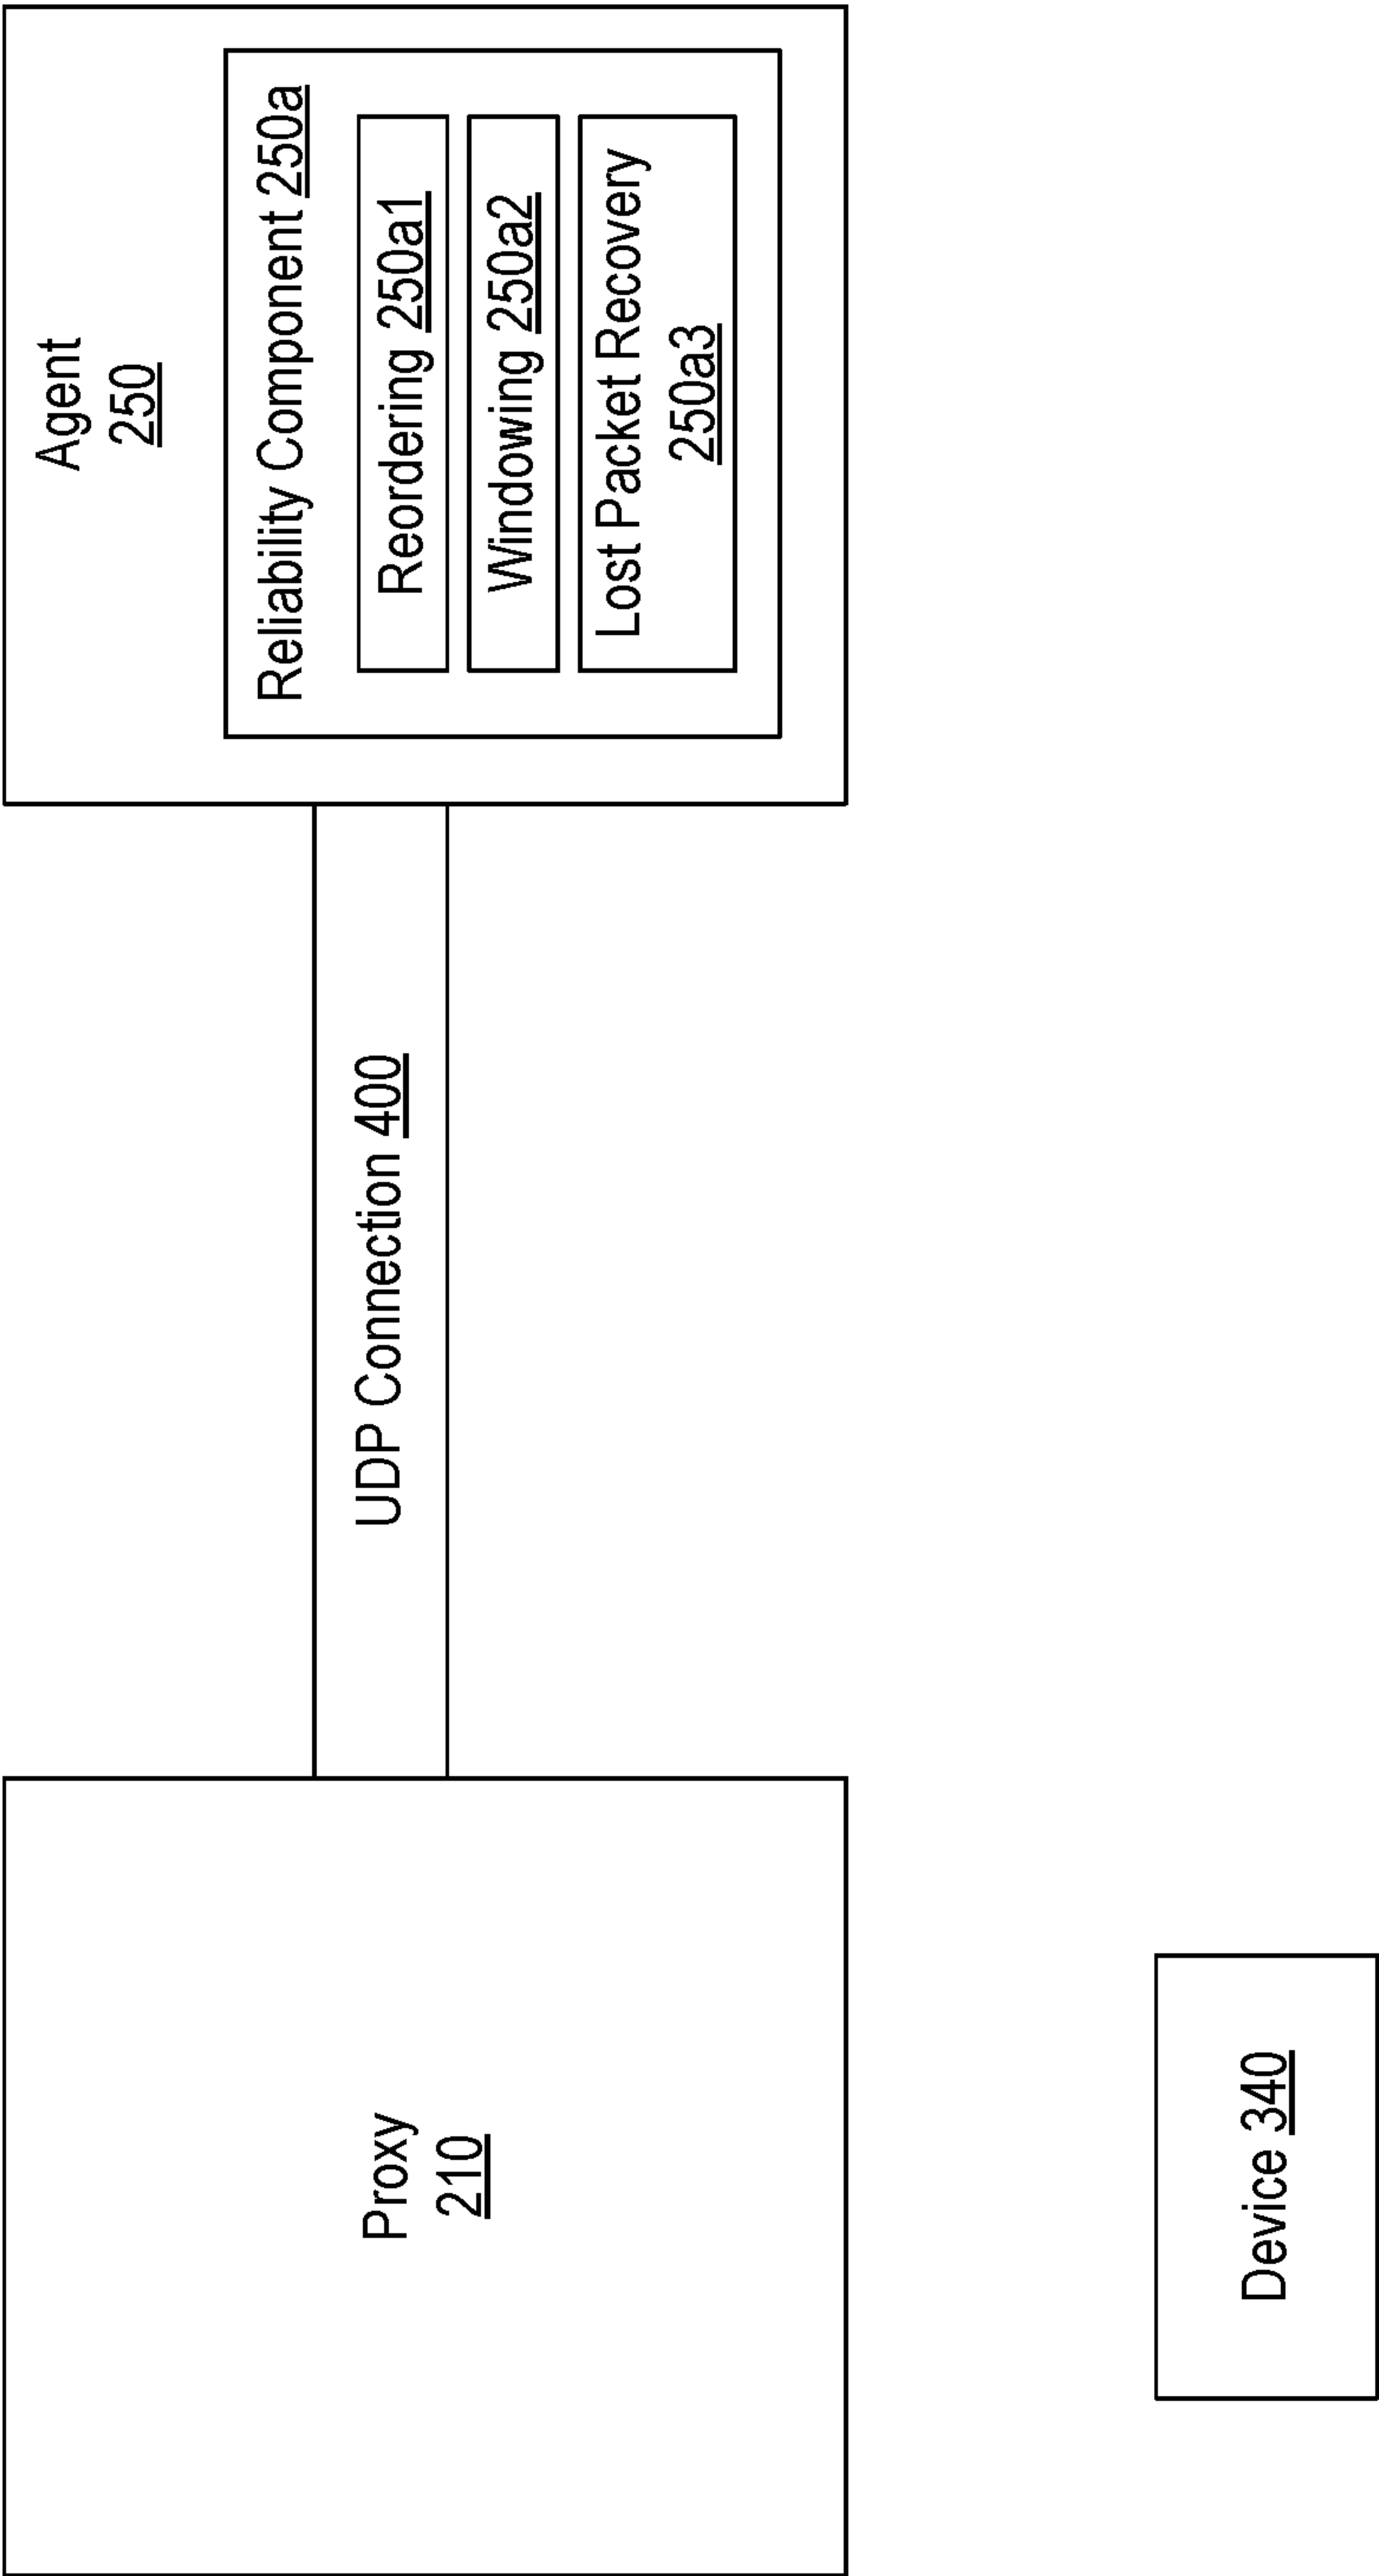 Proxy
210
UDP Connection 400
Agent
250
Reliability Component 250a
Reordering 250a1
Windowing 250a2
Lost Packet Recovery
250a3
Device 340